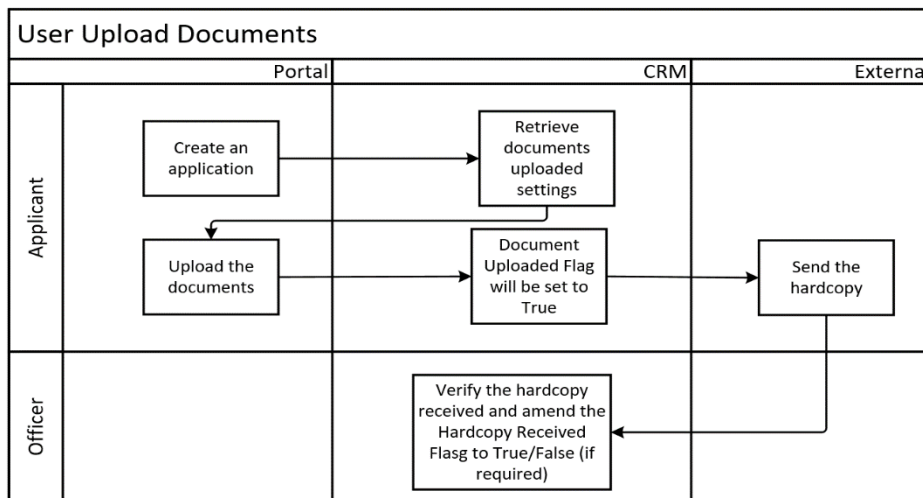 User Upload Documents
Portal
CRM
Externa
Applicant
Create an
application
Retrieve
documents
uploaded
settings
Upload the
documents
Document
Uploaded Flag
will be set to
True
Send the
hardcopy
Officer
Verify the hardcopy
received and amend the
Hardcopy Received
Flasg to True/False (if
required)